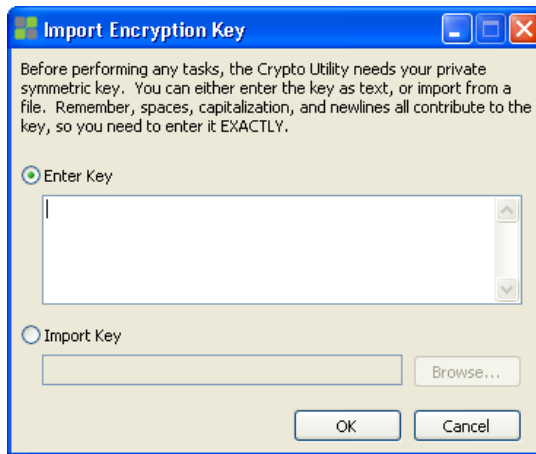 Import Encryption Key
Before performing any tasks, the Crypto Utility needs your private
symmetric key. You can either enter the key as text, or import from a
file. Remember, spaces, capitalization, and newlines all contribute to the
key, so you need to enter it EXACTLY.
Enter Key
Import Key
Browse...
OK Cancel